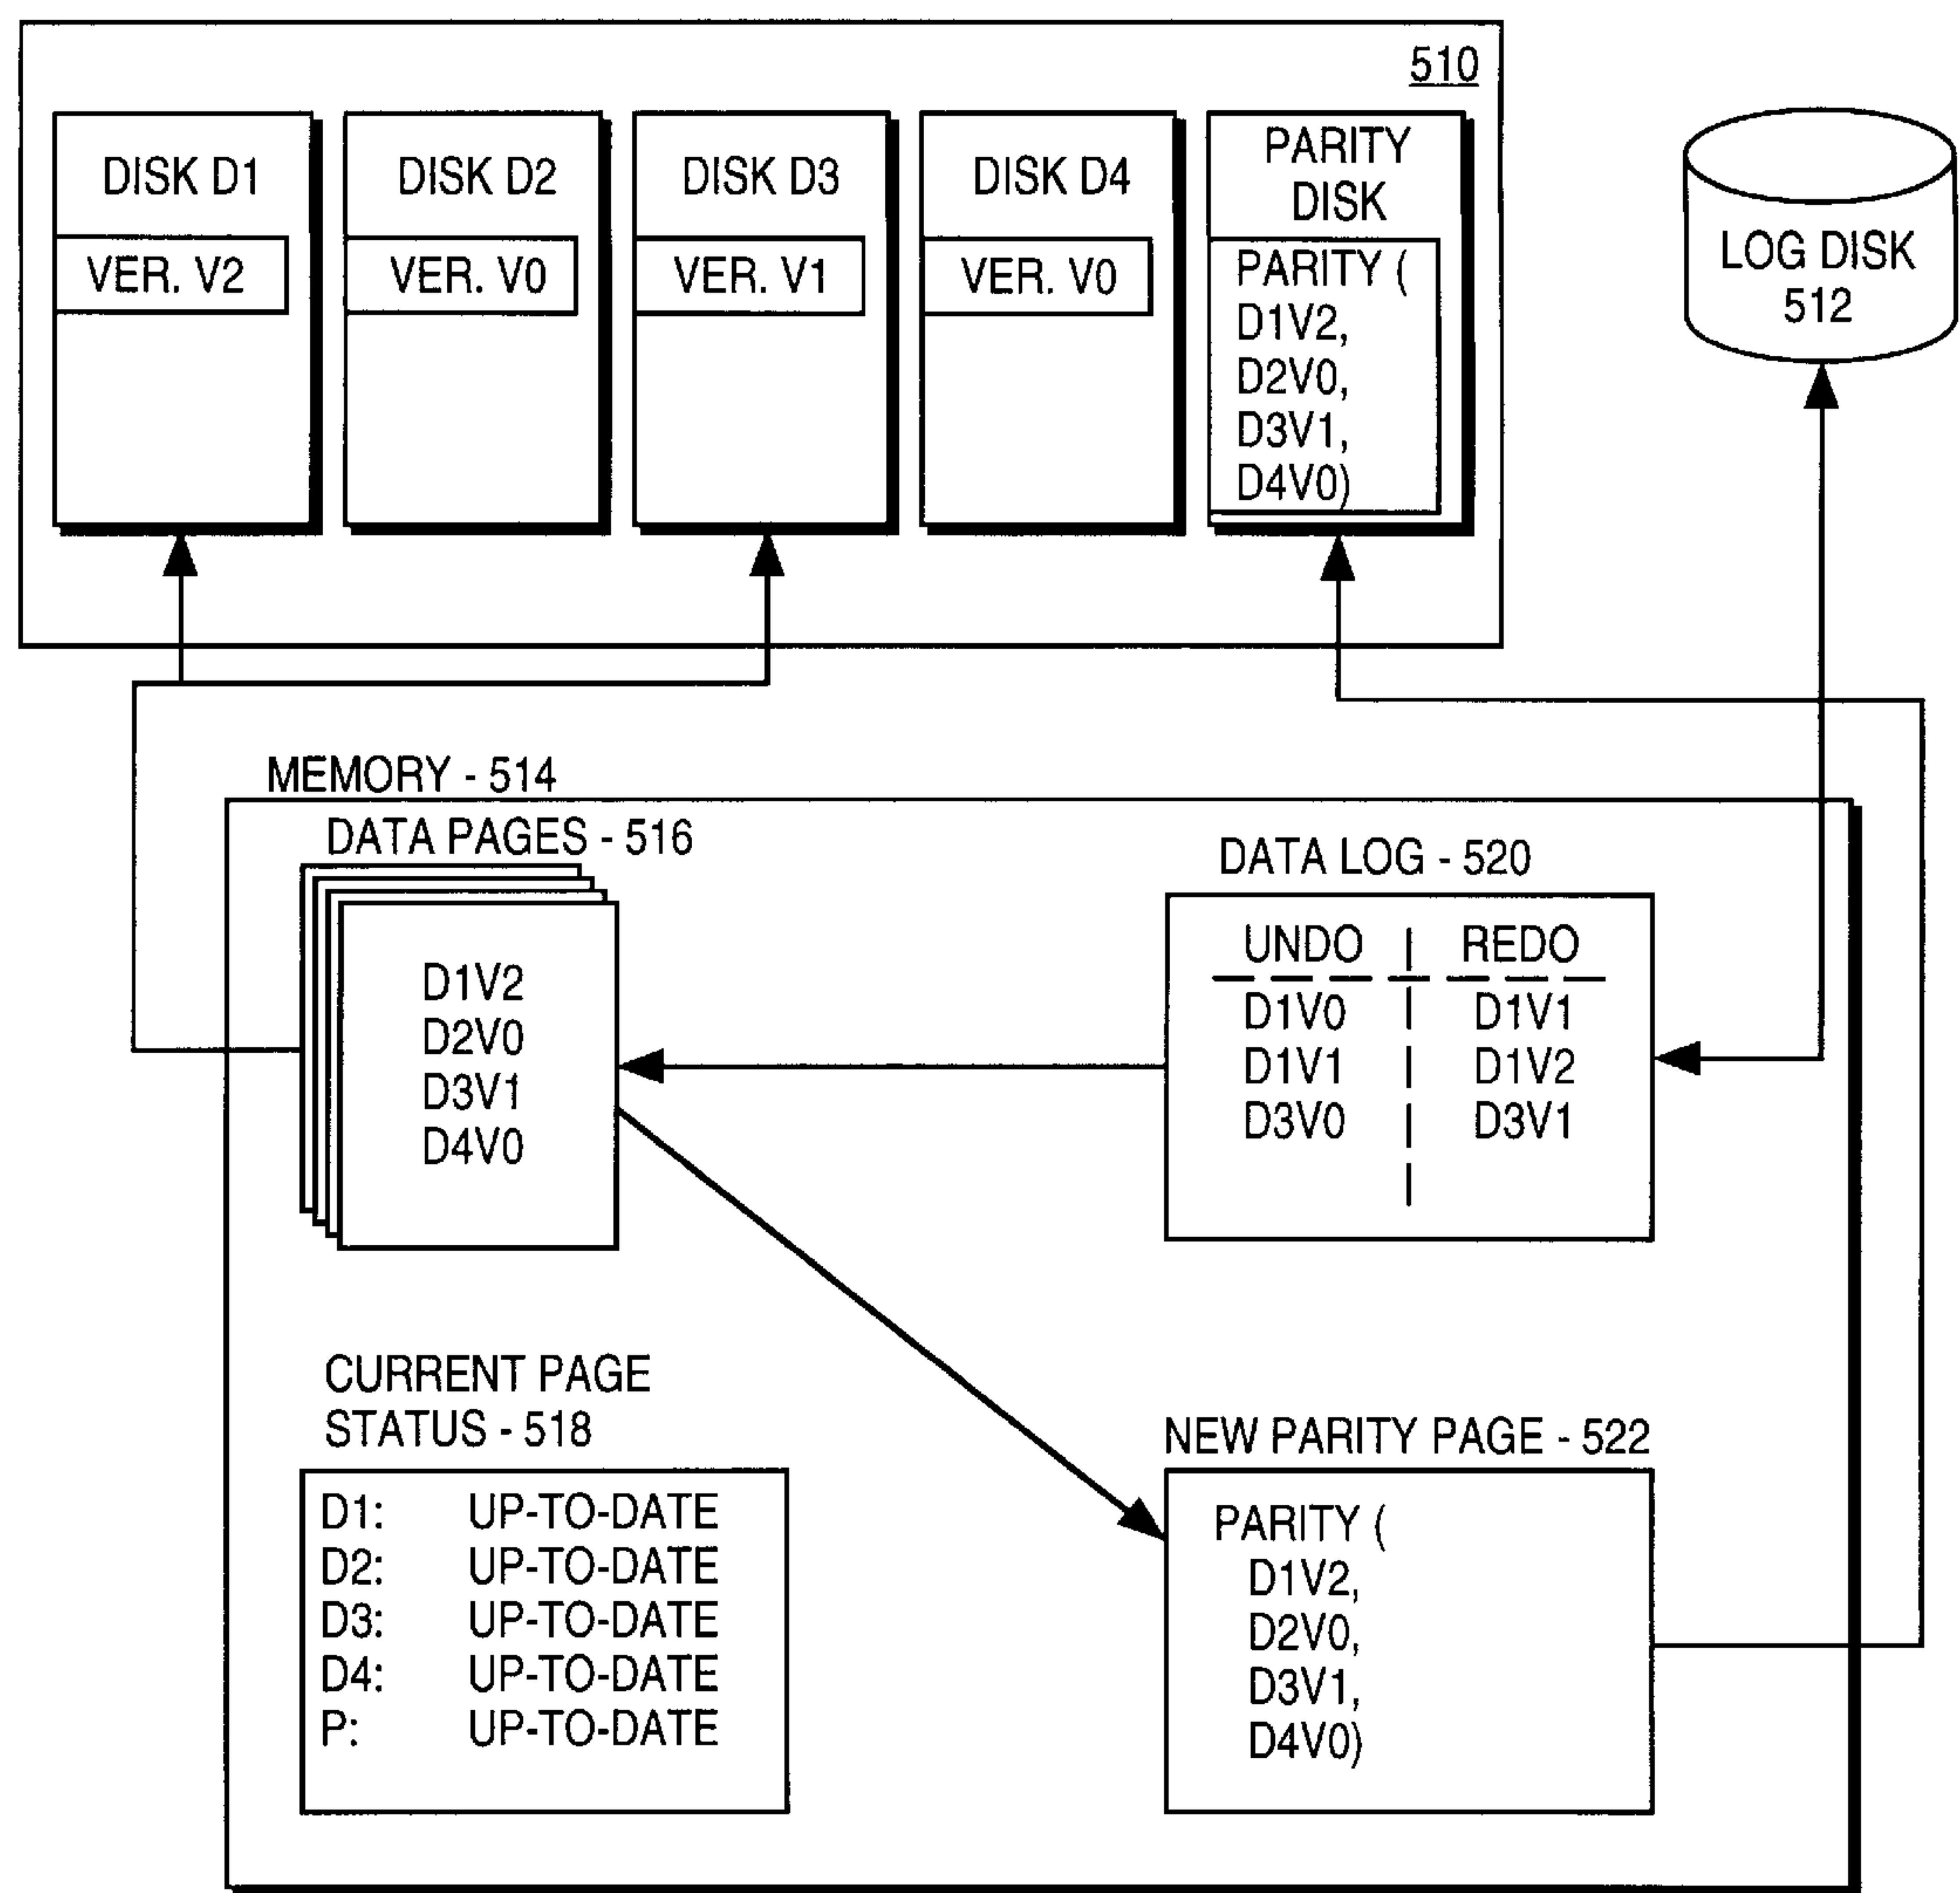 510
DISK D1
VER. V2
DISK D2
VER. V0
DISK D3
VER. V1
DISK D4
VER. V0
PARITY
DISK
PARITY (
D1V2,
D2V0,
D3V1,
D4V0)
LOG DISK
512
MEMORY - 514
DATA PAGES - 516
D1V2
D2V0
D3V1
D4V0
DATA LOG - 520
UNDO | REDO
D1V0 | D1V1
D1V1 | D1V2
D3V0 | D3V1
CURRENT PAGE
STATUS - 518
D1: UP-TO-DATE
D2: UP-TO-DATE
D3: UP-TO-DATE
D4: UP-TO-DATE
P: UP-TO-DATE
NEW PARITY PAGE - 522
PARITY (
D1V2,
D2V0,
D3V1,
D4V0)